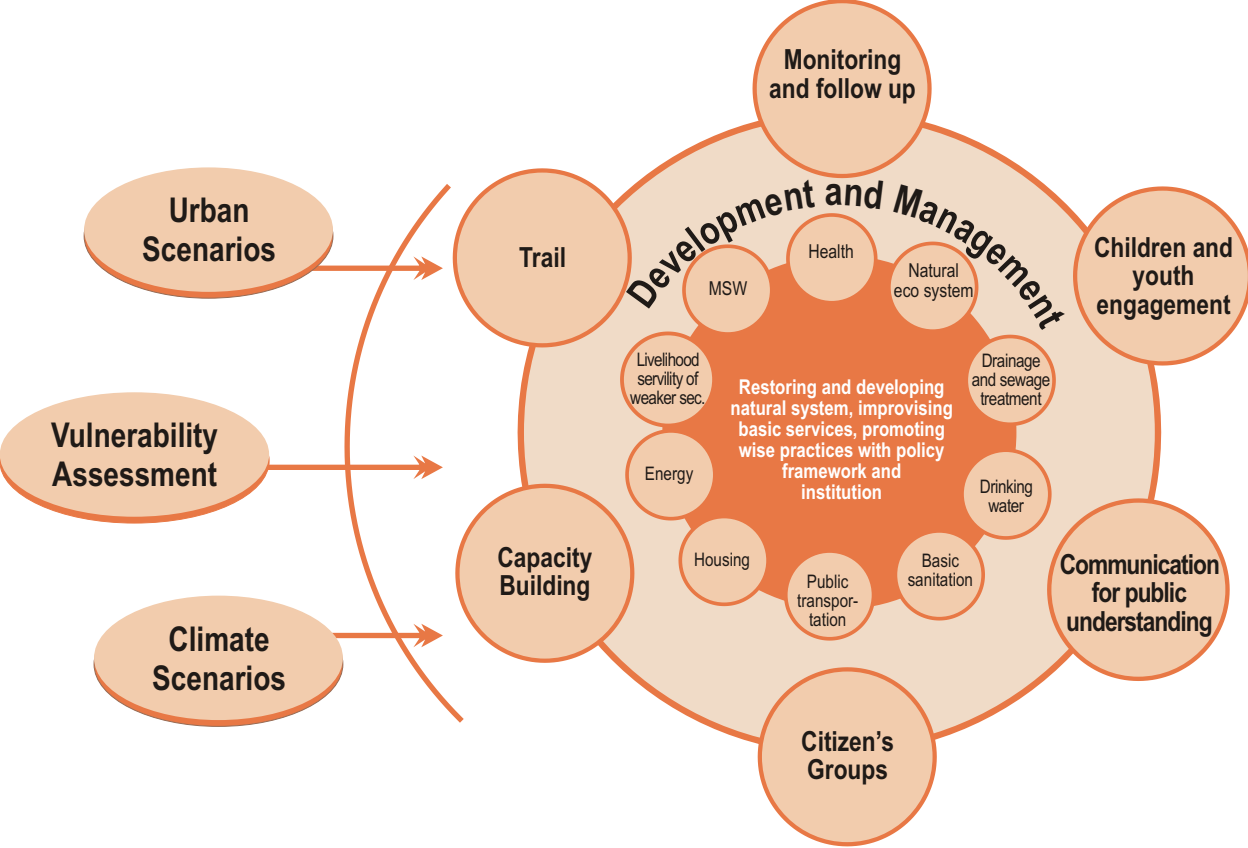 Monitoring
and follow up
Urban
Scenarios
Trail
Development and Management
Children and
youth
engagement
Health
MSW
Natural
eco system
Livelihood
servility of
weaker sec.
Drainage
and sewage
treatment
Restoring and developing
natural system, improvising
basic services, promoting
wise practices with policy
framework and
institution
Vulnerability
Assessment
Energy
Drinking
water
Capacity
Building
Housing
Public
transpor-
tation
Basic
sanitation
Communication
for public
understanding
Climate
Scenarios
Citizen’s
Groups